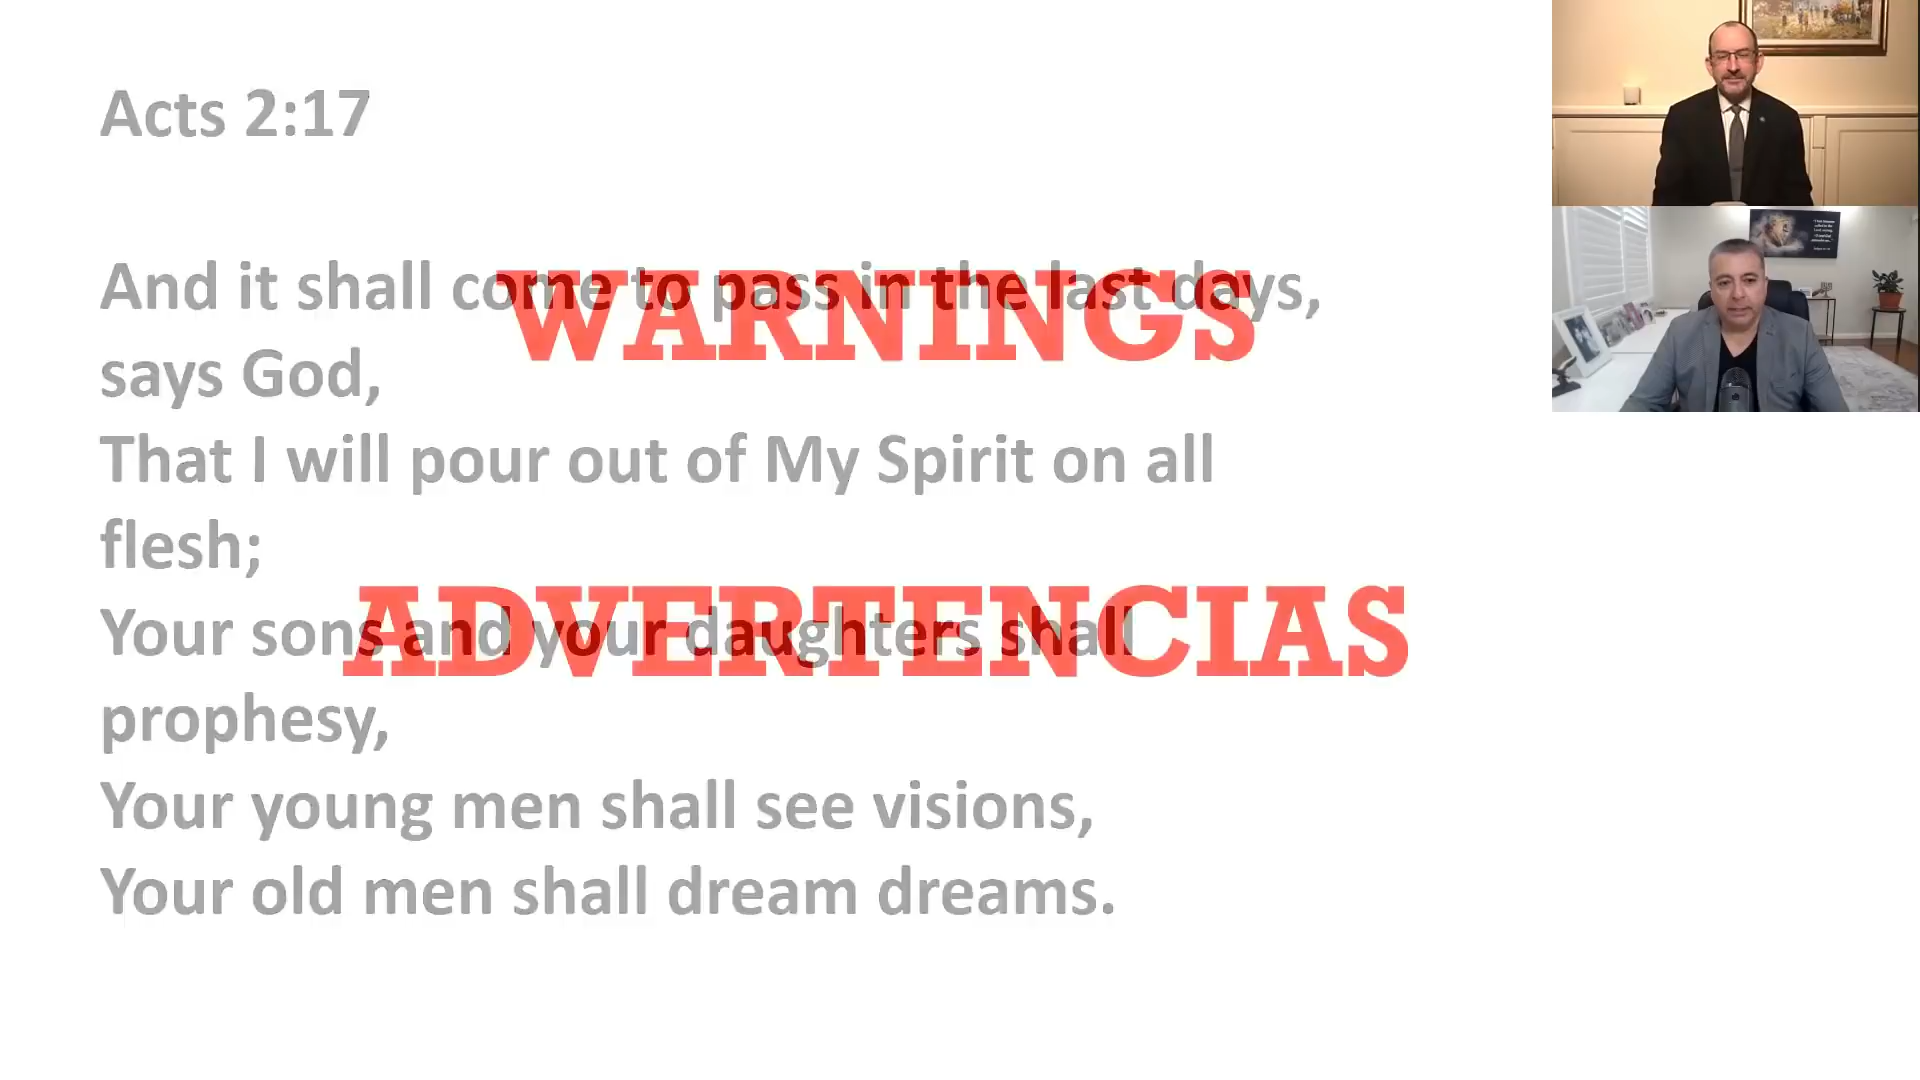 Acts 2:17
And it shall come to pass in the last days,
WARNINGS
says God,
That I will pour out of My Spirit on all
flesh;
Your sons and your daughters shall
ADVERTENCIAS
prophesy,
Your young men shall see visions,
Your old men shall dream dreams.